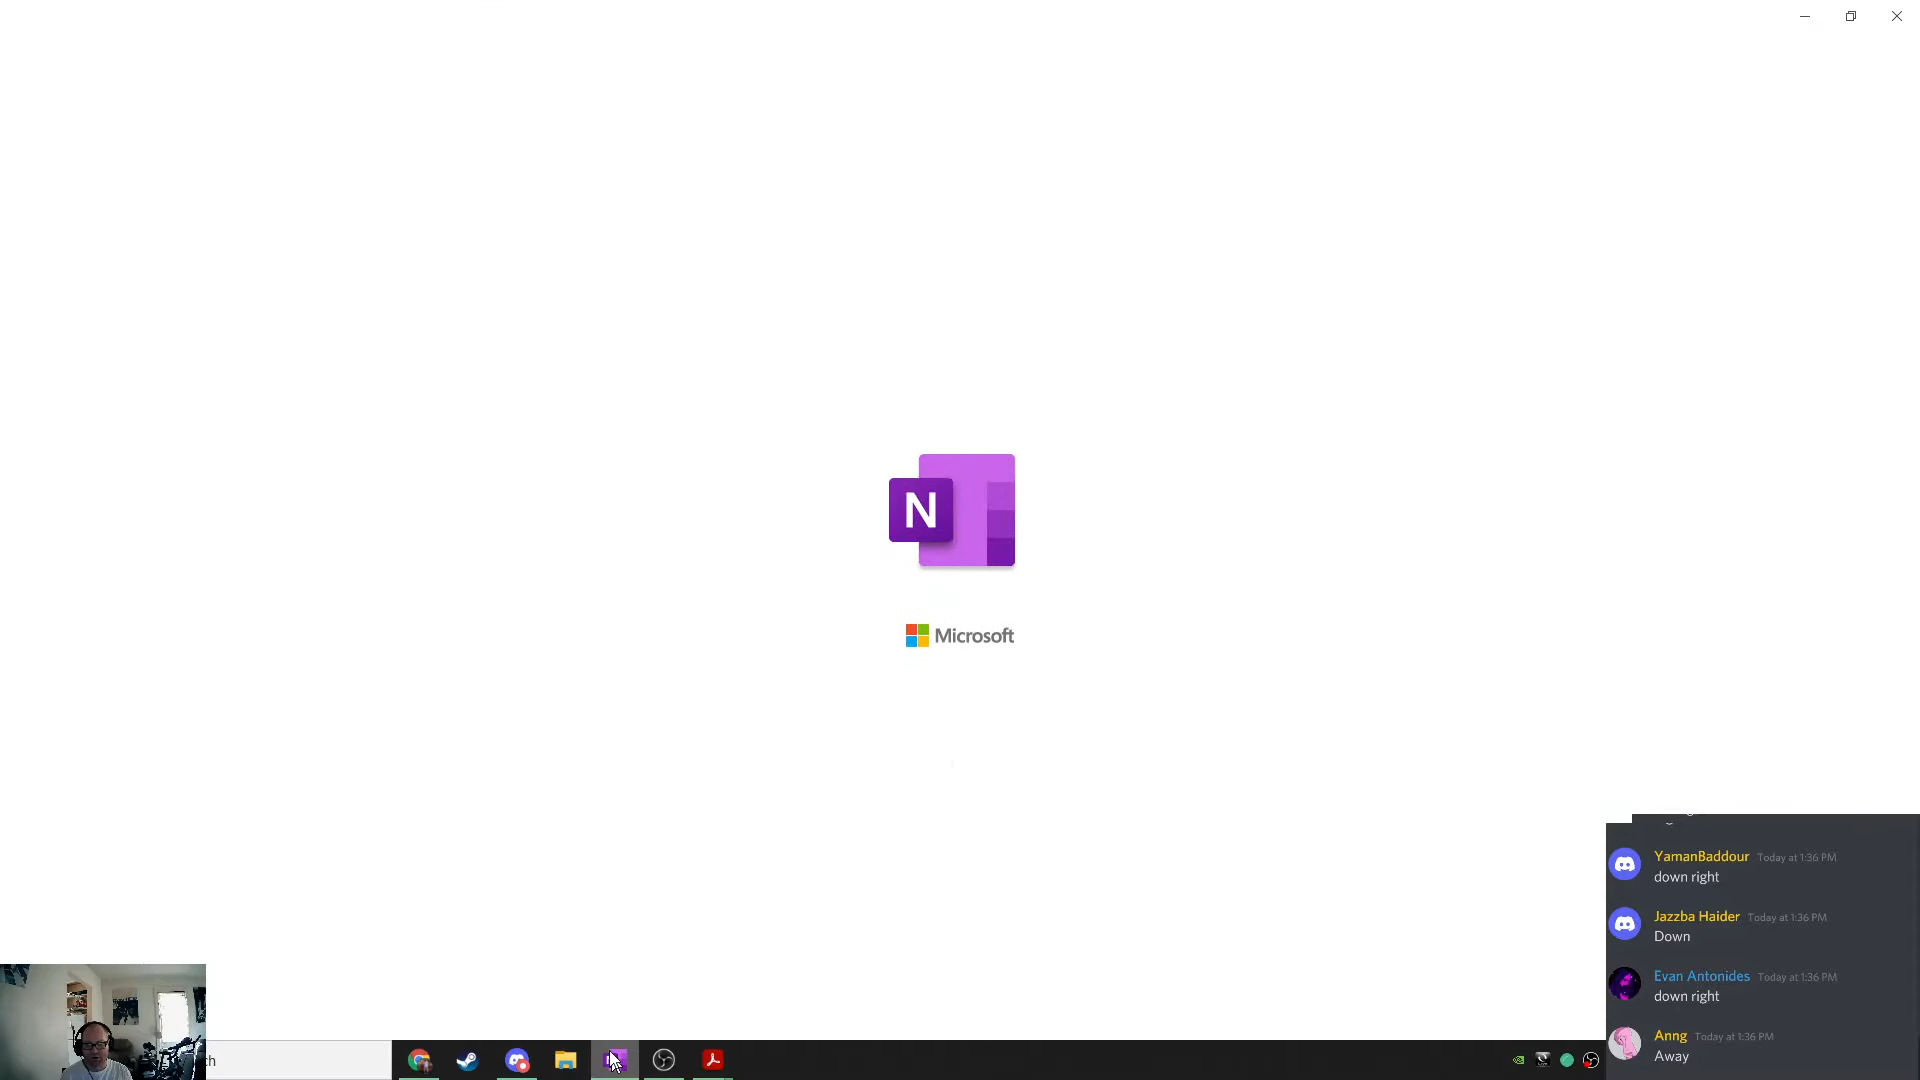 N
Microsoft
YamanBaddour Today at 1:36 PM
down right
Jazzba Haider Today at 1:36 PM
Down
Evan Antonides Today at 1:36 PM
down right
Anng Today at 1:36 PM
Away
ch